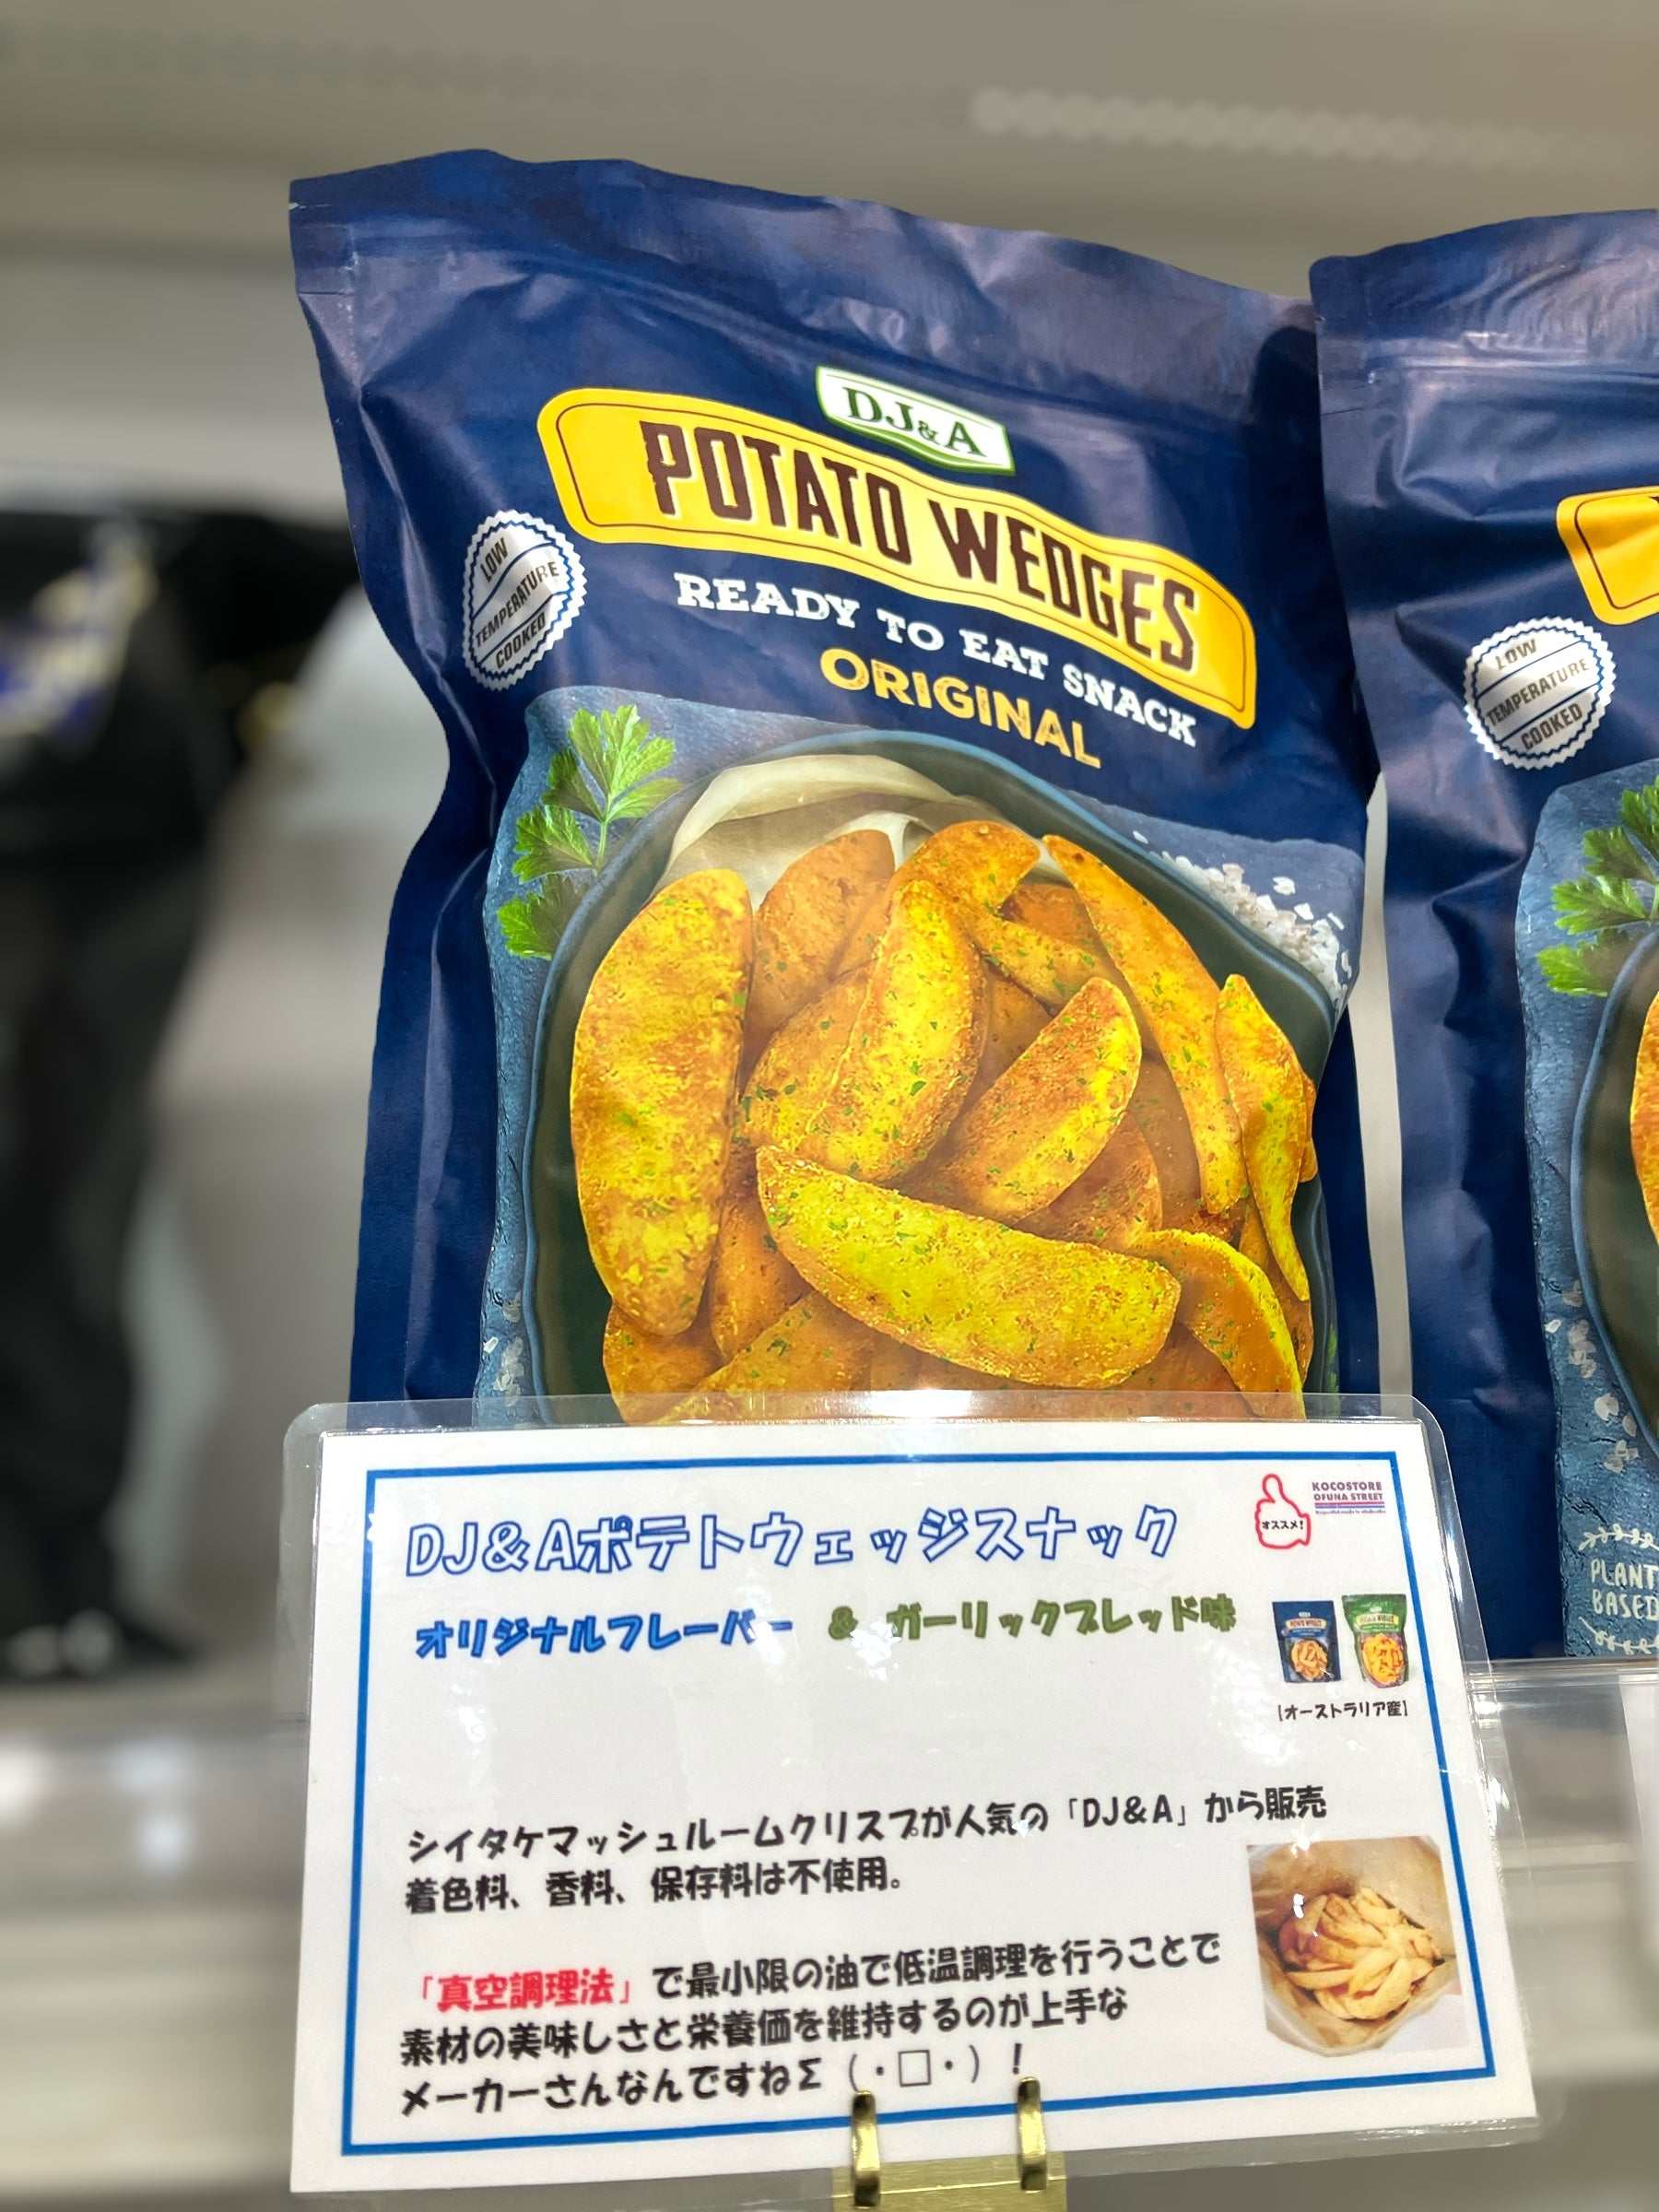 DJ&A
POTATO WEDGES
READY TO EAT SNACK
ORIGINAL
LOW
TEMPERATURE
COOKED
LOW
TEMPERATURE
COOKED
PLANT
BASED
DJ&Aポテトウェッジスナック
オススメ!
KOCOSTORE
OFUNA STREET
オリジナルフレーバー & ガーリックブレッド味
[オーストラリア産]
シイタケマッシュルームクリスプが人気の「DJ&A」から販売
着色料、香料、保存料は不使用。
「真空調理法」で最小限の油で低温調理を行うことで
素材の美味しさと栄養価を維持するのが上手な
メーカーさんなんですねΣ(・□・)!